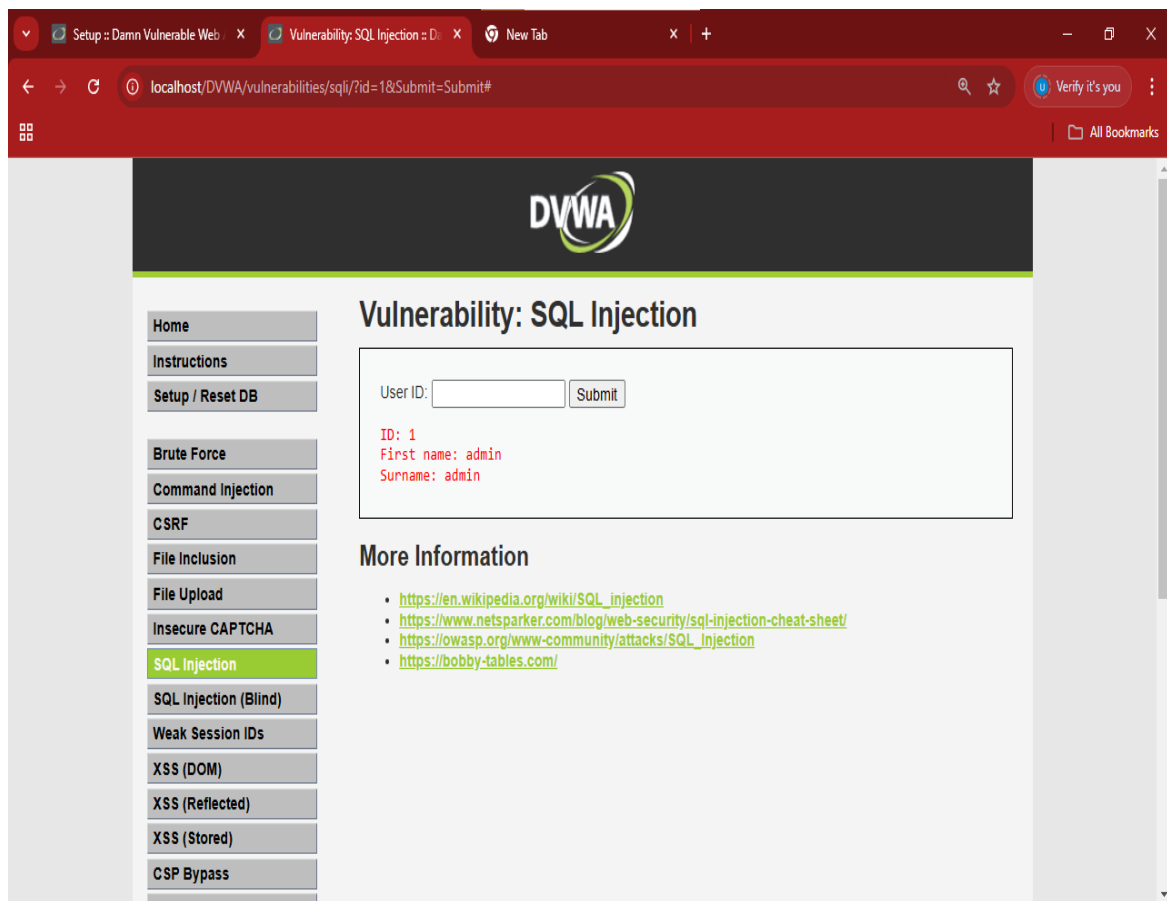 Setup :: Damn Vulnerable Web
Vulnerability: SQL Injection :: Da
New Tab
localhost/DVWA/vulnerabilities/sqli/?id=1&Submit=Submit#
U
Verify it's you
All Bookmarks
DVWA
Home
Instructions
Setup / Reset DB
Brute Force
Command Injection
CSRF
File Inclusion
File Upload
Insecure CAPTCHA
SQL Injection
SQL Injection (Blind)
Weak Session IDs
XSS (DOM)
XSS (Reflected)
XSS (Stored)
CSP Bypass
Vulnerability: SQL Injection
User ID: Submit
ID: 1
First name: admin
Surname: admin
More Information
https://en.wikipedia.org/wiki/SQL_injection
https://www.netsparker.com/blog/web-security/sql-injection-cheat-sheet/
https://owasp.org/www-community/attacks/SQL_Injection
https://bobby-tables.com/